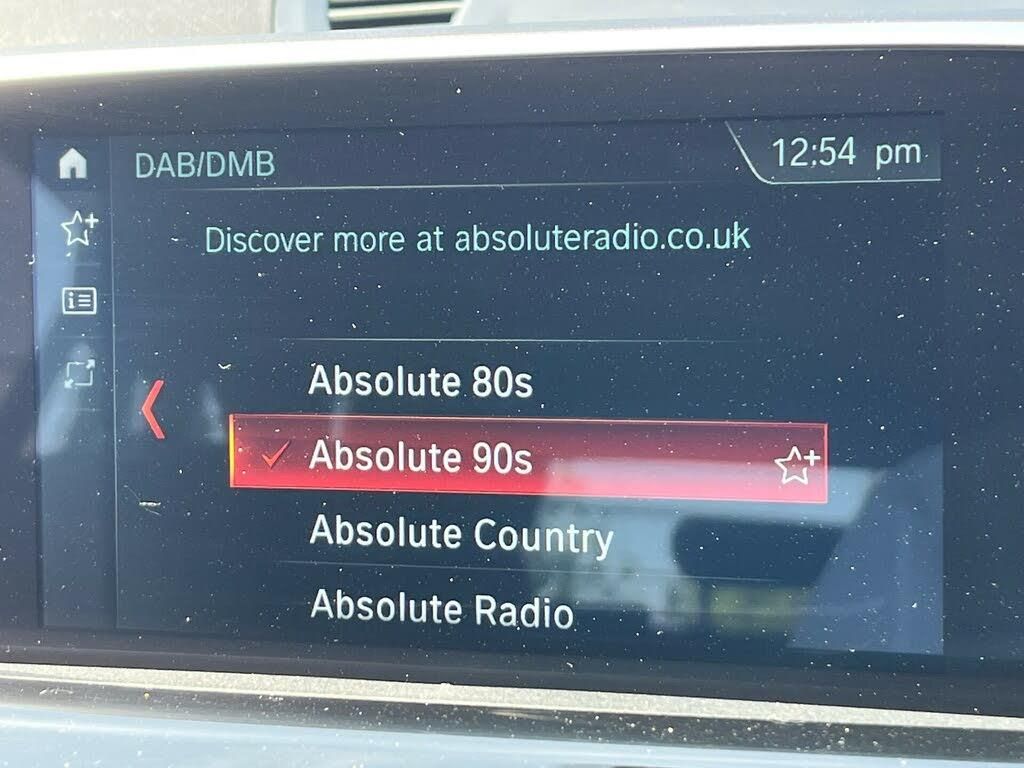 DAB/DMB
12:54 pm
Discover more at absoluteradio.co.uk
Absolute 80s
Absolute 90s
Absolute Country
Absolute Radio